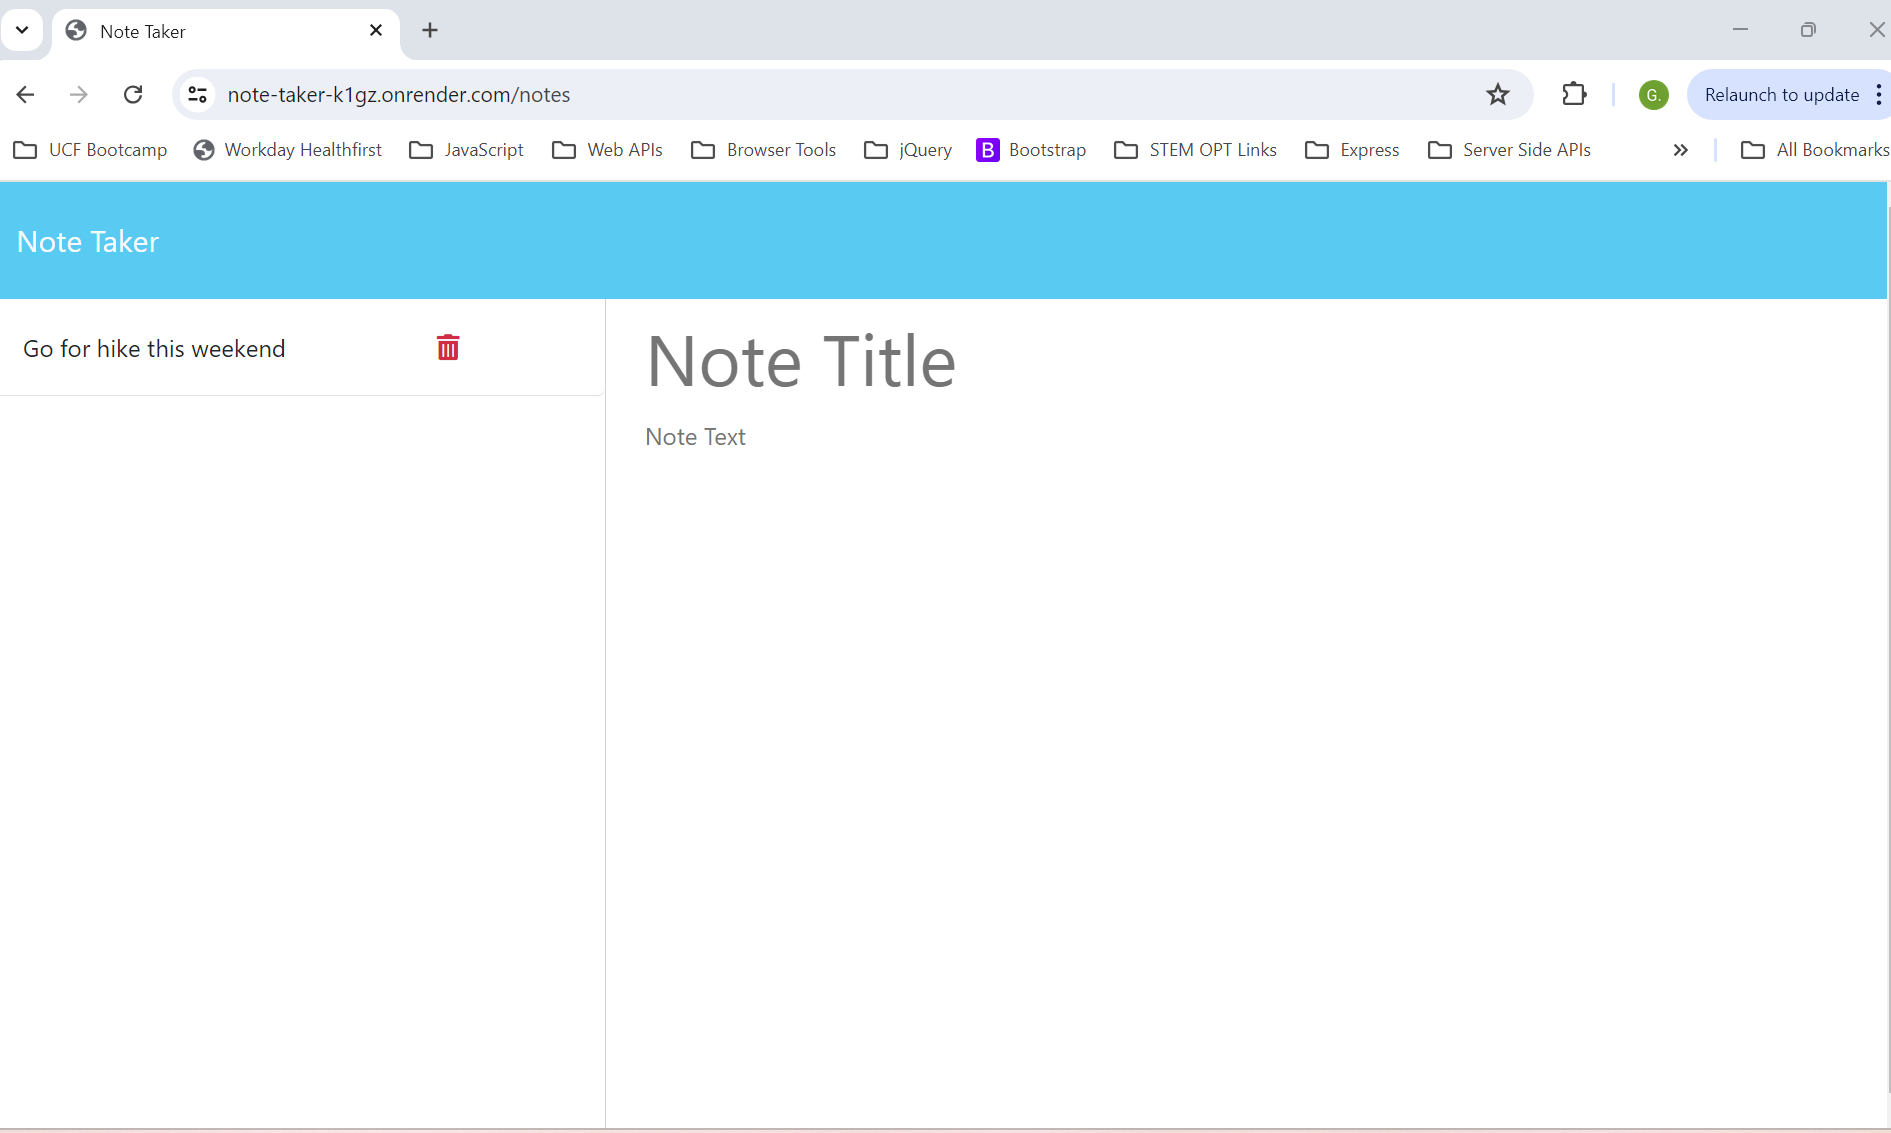 Note Taker
note-taker-k1gz.onrender.com/notes
G.
Relaunch to update
UCF Bootcamp Workday Healthfirst JavaScript Web APIs Browser Tools jQuery B Bootstrap STEM OPT Links Express Server Side APIs All Bookmarks
Note Taker
Go for hike this weekend
Note Title
Note Text